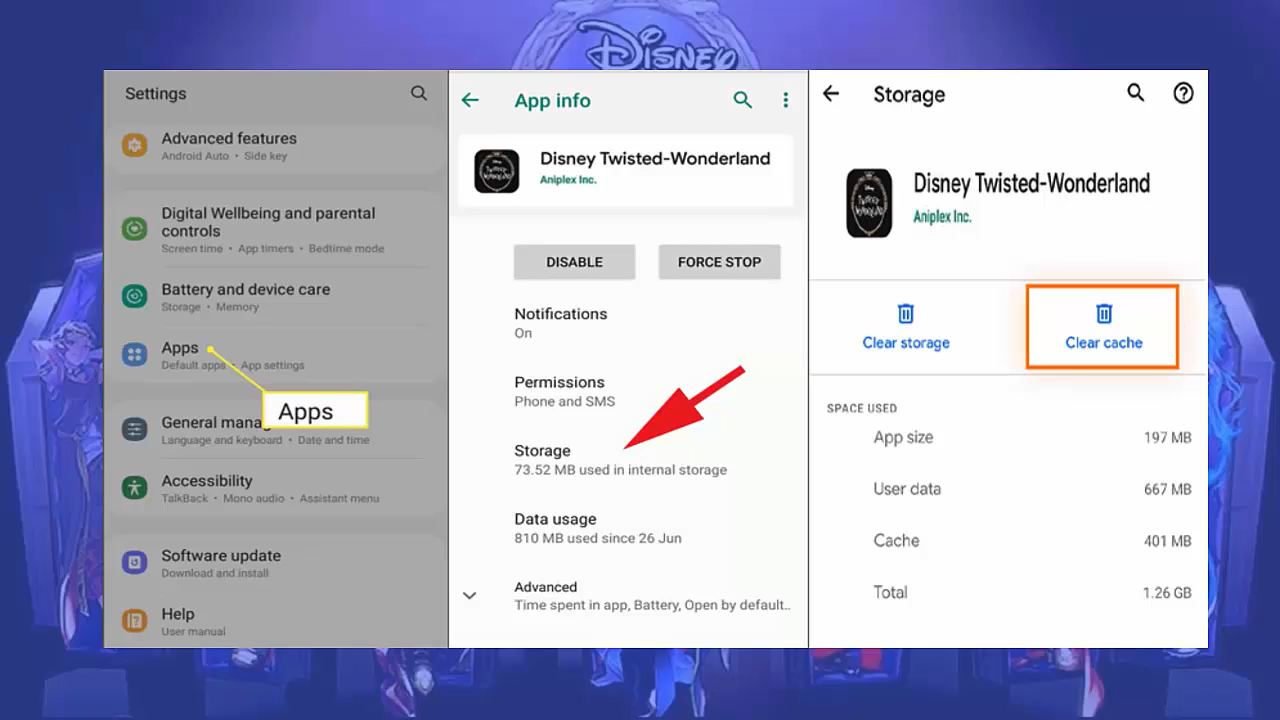 Disney
Settings
Advanced features
Android Auto • Side key
Digital Wellbeing and parental
controls
Screen time • App timers • Bedtime mode
Battery and device care
Storage • Memory
Apps
Default apps • App settings
Apps
General manag
Language and keyboard • Date and time
Accessibility
TalkBack • Mono audio • Assistant menu
Software update
Download and install
Help
User manual
App info
Disney Twisted-Wonderland
Aniplex Inc.
DISABLE
FORCE STOP
Notifications
On
Permissions
Phone and SMS
Storage
73.52 MB used in internal storage
Data usage
810 MB used since 26 Jun
Advanced
Time spent in app, Battery, Open by default..
Storage
Disney Twisted-Wonderland
Aniplex Inc.
Clear storage
Clear cache
SPACE USED
App size 197 MB
User data 667 MB
Cache 401 MB
Total 1.26 GB